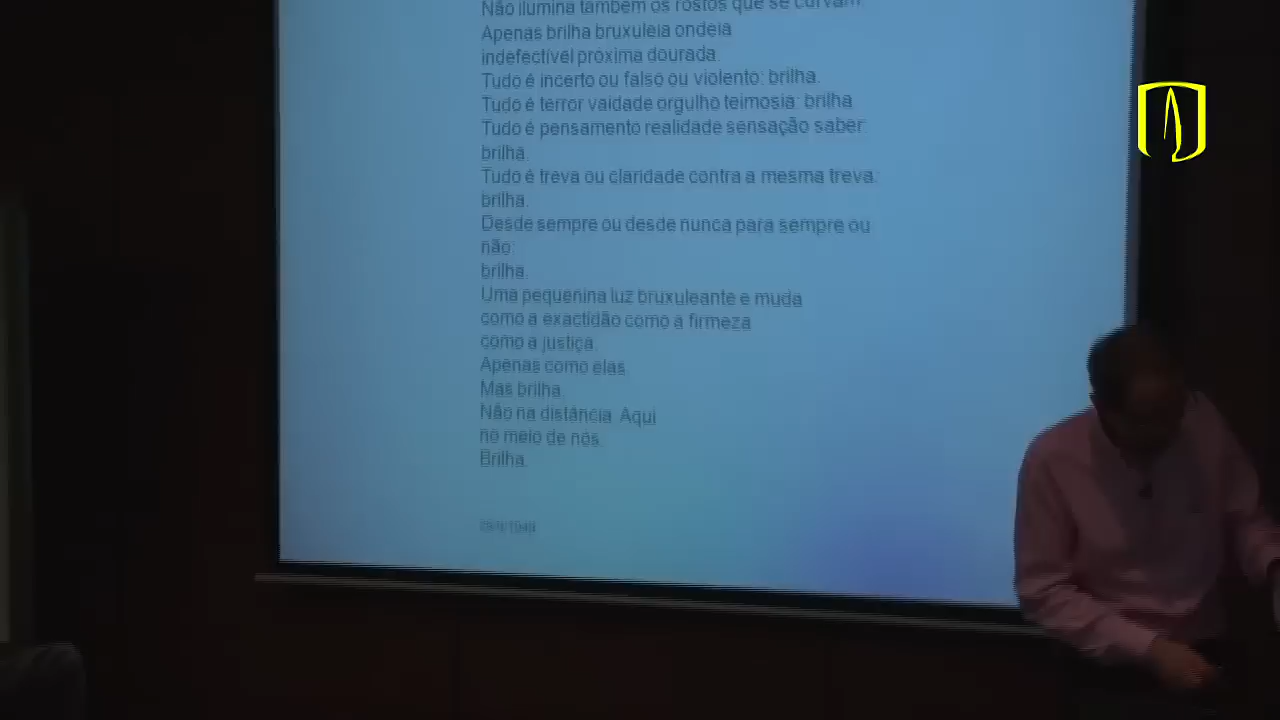 Não ilumina também os rostos que se curvam.
Apenas brilha bruxuleia ondeia
indefectível próxima dourada.
Tudo é incerto ou falso ou violento: brilha.
Tudo é terror vaidade orgulho teimosia: brilha.
Tudo é pensamento realidade sensação saber:
brilha.
Tudo é treva ou claridade contra a mesma treva:
brilha.
Desde sempre ou desde nunca para sempre ou
não:
brilha.
Uma pequenina luz bruxuleante e muda
como a exactidão como a firmeza
como a justiça.
Apenas como elas.
Mas brilha.
Não na distância. Aqui
no meio de nós.
Brilha.